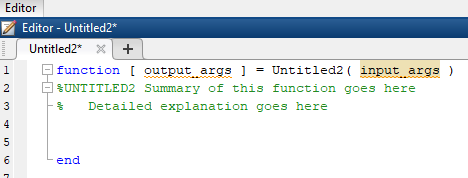 Editor
Editor - Untitled2*
Untitled2* × +
1 function [ output_args ] = Untitled2( input_args )
2 %UNTITLED2 Summary of this function goes here
3 %   Detailed explanation goes here
4
5
6 end
7